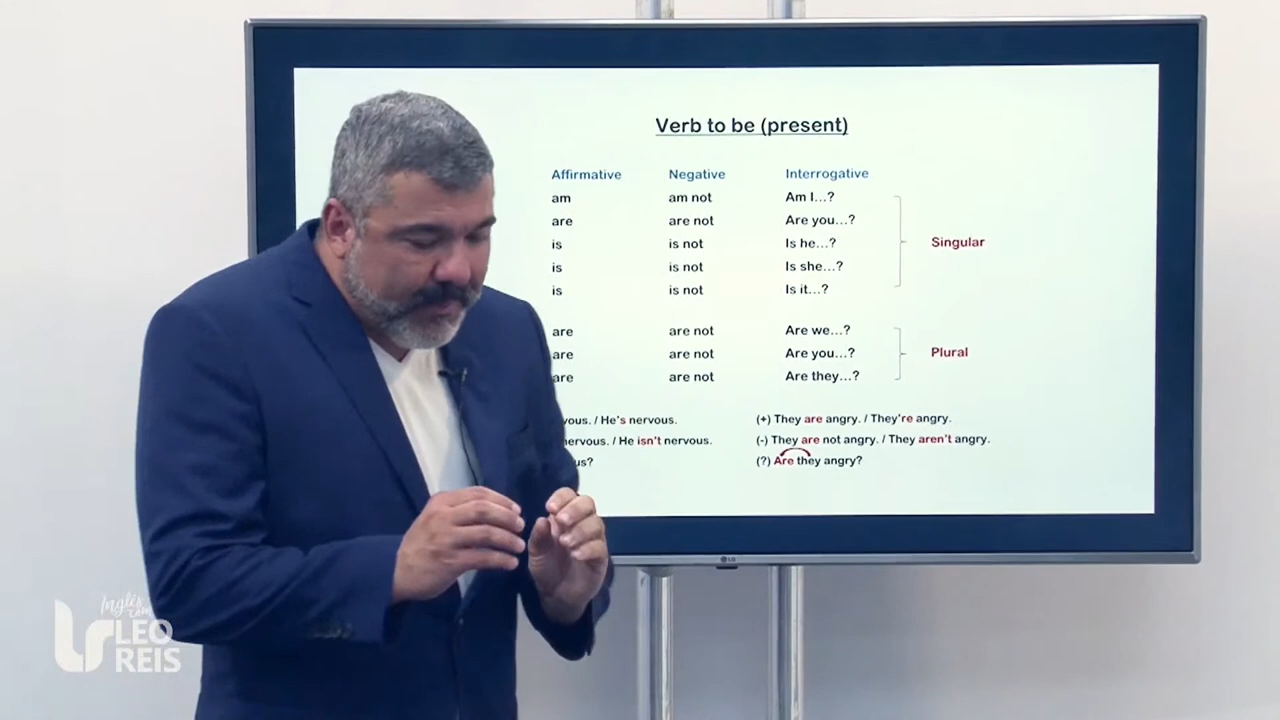 Verb to be (present)
Affirmative Negative Interrogative
am am not Am I...?
are are not Are you...?
is is not Is he...?
Singular
is is not Is she...?
is is not Is it...?
are are not Are we...?
are are not Are you...?
Plural
are are not Are they...?
/ He's nervous. (+) They are angry. / They're angry.
nervous. / He isn't nervous. (-) They are not angry. / They aren't angry.
(?) Are they angry?
LG
Inglês com
LEO
REIS